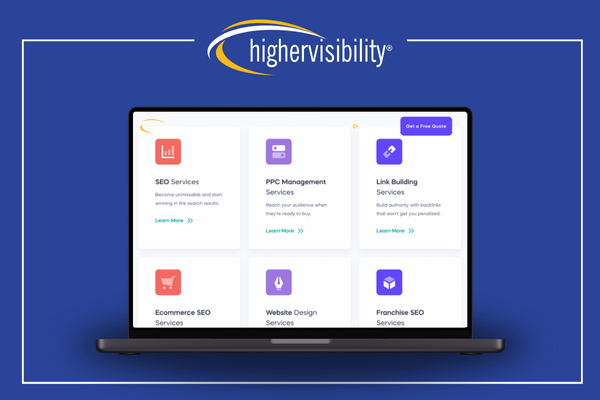 highervisibility®
Get a Free Quote
SEO Services
Become unmissable and start
winning in the search results.
Learn More
PPC Management
Services
Reach your audience when
they're ready to buy.
Learn More
Link Building
Services
Build authority with backlinks
that won't get you penalized.
Learn More
Ecommerce SEO
Services
Website Design
Services
Franchise SEO
Services